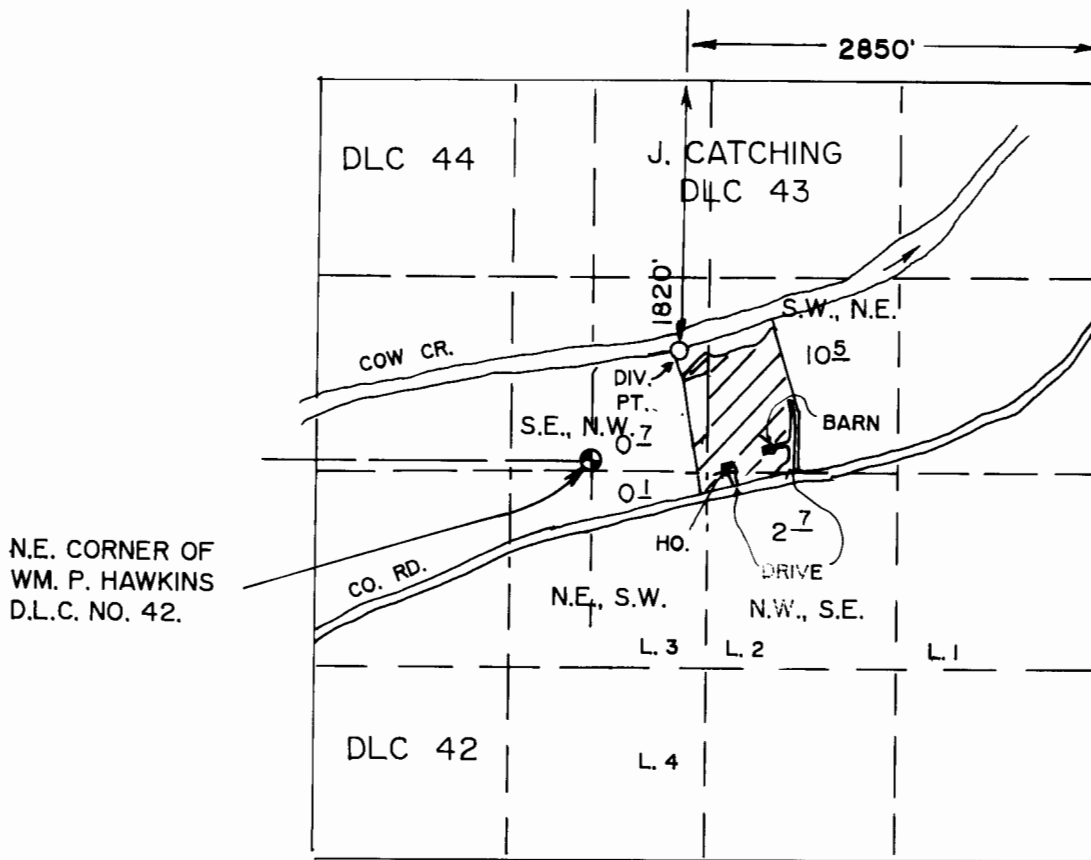 2850'
DLC 44
J. CATCHING
DLC 43
1820'
S.W., N.E.
COW CR.
10 5
DIV.
PT.
BARN
S.E., N.W.
0 7
0 1
2 7
HO.
N.E. CORNER OF
WM. P. HAWKINS
D.L.C. NO. 42.
CO. RD.
DRIVE
N.E., S.W.
N.W., S.E.
L. 3
L. 2
L. 1
DLC 42
L. 4